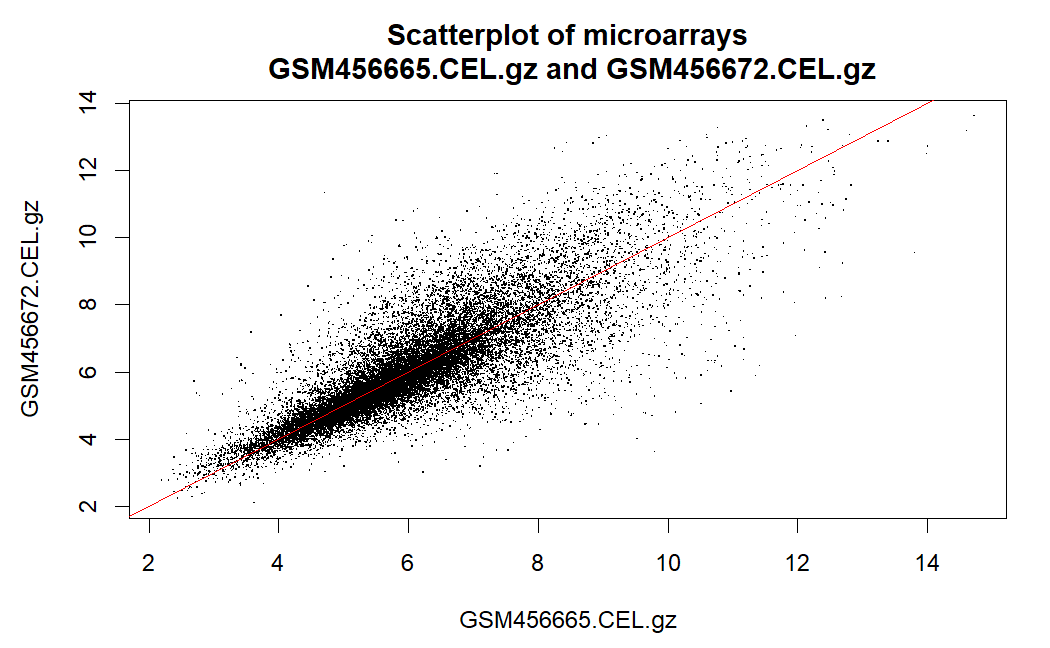 Scatterplot of microarrays
GSM456665.CEL.gz and GSM456672.CEL.gz
14
12
10
8
6
4
2
GSM456672.CEL.gz
2 4 6 8 10 12 14
GSM456665.CEL.gz